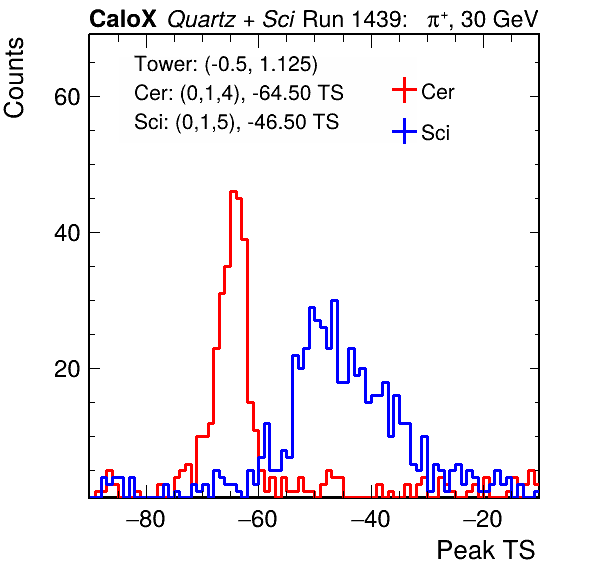 CaloX Quartz + Sci Run 1439: π⁺, 30 GeV
Counts
Tower: (-0.5, 1.125)
Cer: (0,1,4), -64.50 TS
Sci: (0,1,5), -46.50 TS
Cer
Sci
60
40
20
−80 −60 −40 −20
Peak TS